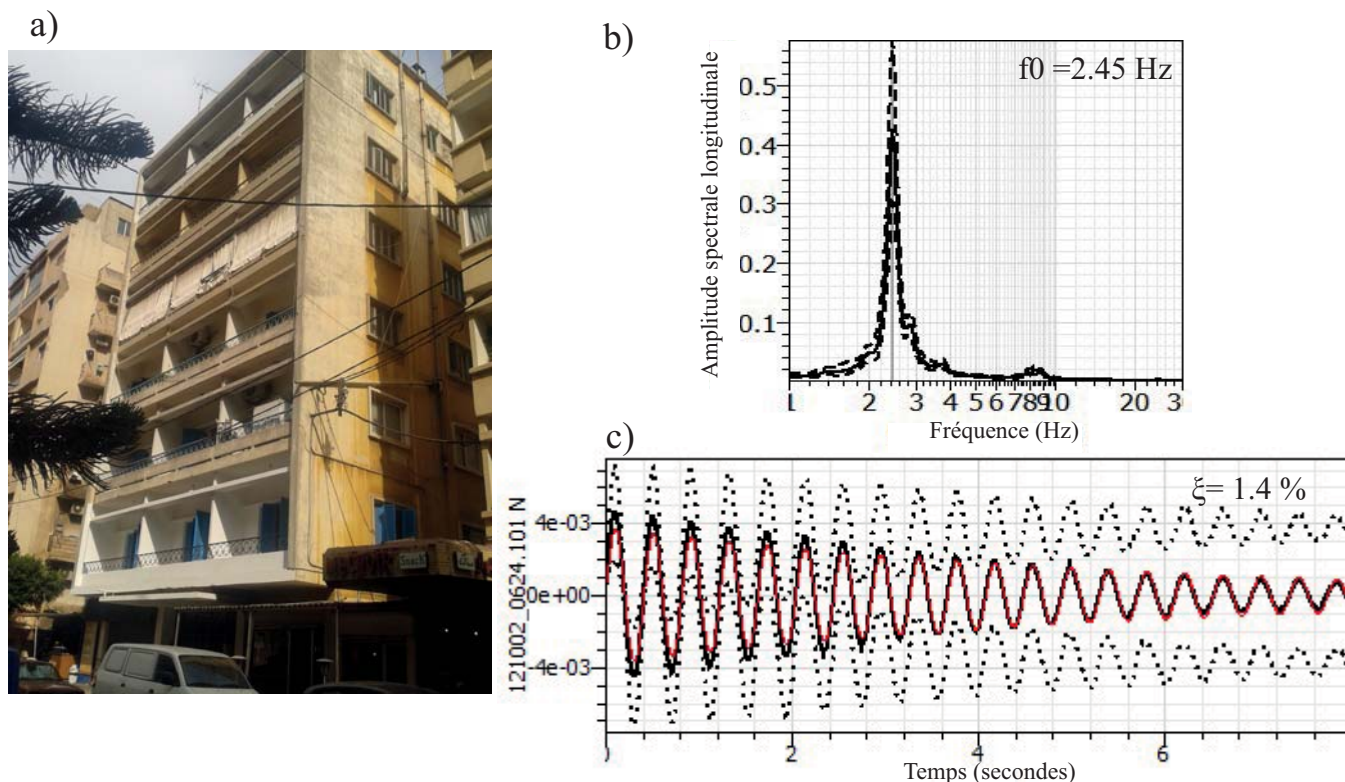 a)
b)
f0 =2.45 Hz
Amplitude spectrale longitudinale
0.5
0.4
0.3
0.2
0.1
1 2 3 4 5 6 7 8 9 10 20 3
Fréquence (Hz)
c)
ξ= 1.4 %
121002_0624.101 N
4e-03
0e+00
-4e-03
0 2 4 6
Temps (secondes)
Snack